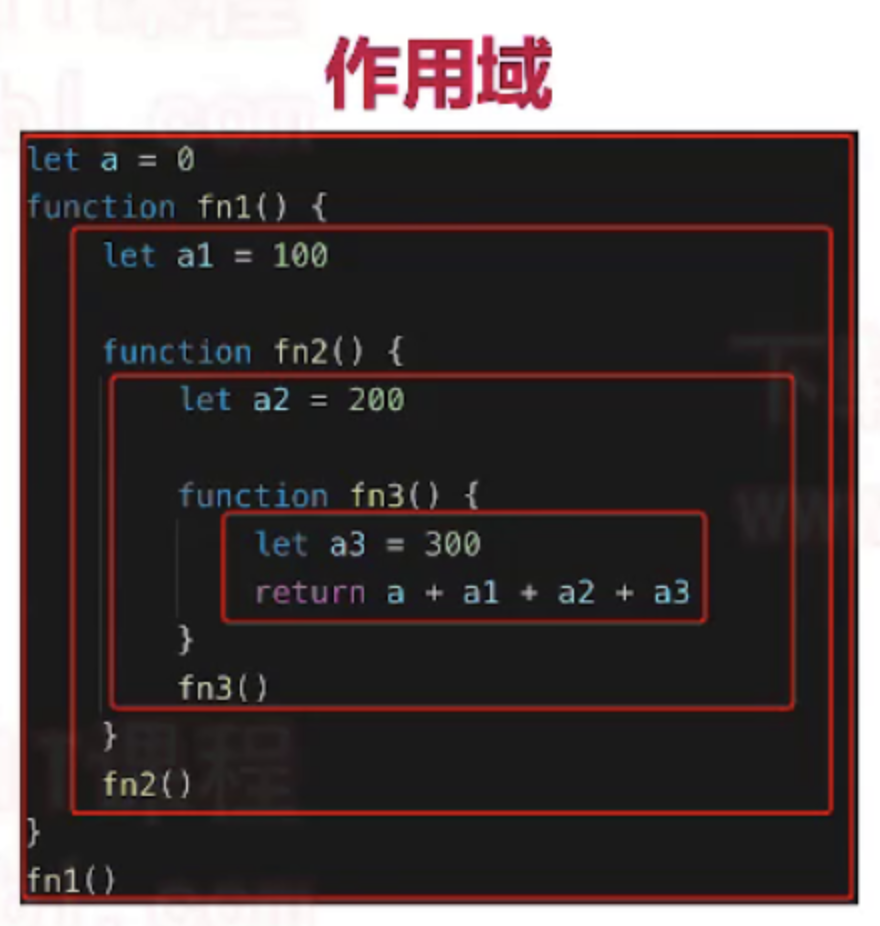 作用域
let a = 0
function fn1() {
    let a1 = 100

    function fn2() {
        let a2 = 200

        function fn3() {
            let a3 = 300
            return a + a1 + a2 + a3
        }
        fn3()
    }
    fn2()
}
fn1()